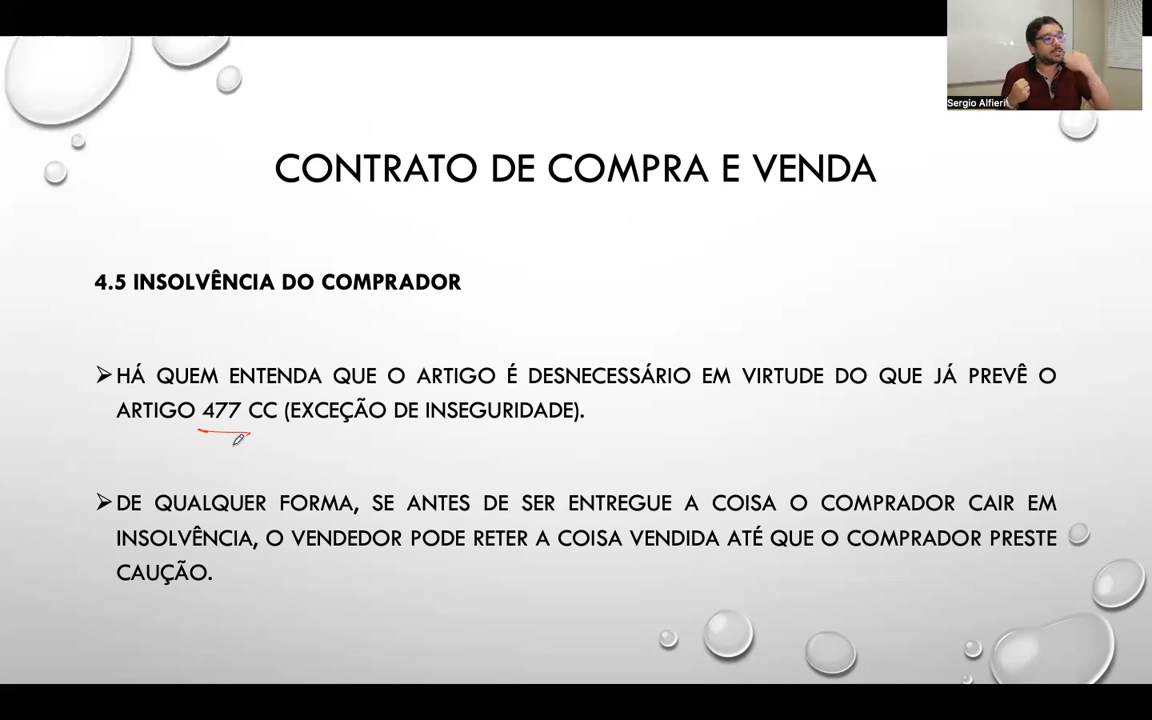 Sergio Alfieri
CONTRATO DE COMPRA E VENDA
4.5 INSOLVÊNCIA DO COMPRADOR
➢HÁ QUEM ENTENDA QUE O ARTIGO É DESNECESSÁRIO EM VIRTUDE DO QUE JÁ PREVÊ O
ARTIGO 477 CC (EXCEÇÃO DE INSEGURIDADE).
➢DE QUALQUER FORMA, SE ANTES DE SER ENTREGUE A COISA O COMPRADOR CAIR EM
INSOLVÊNCIA, O VENDEDOR PODE RETER A COISA VENDIDA ATÉ QUE O COMPRADOR PRESTE
CAUÇÃO.